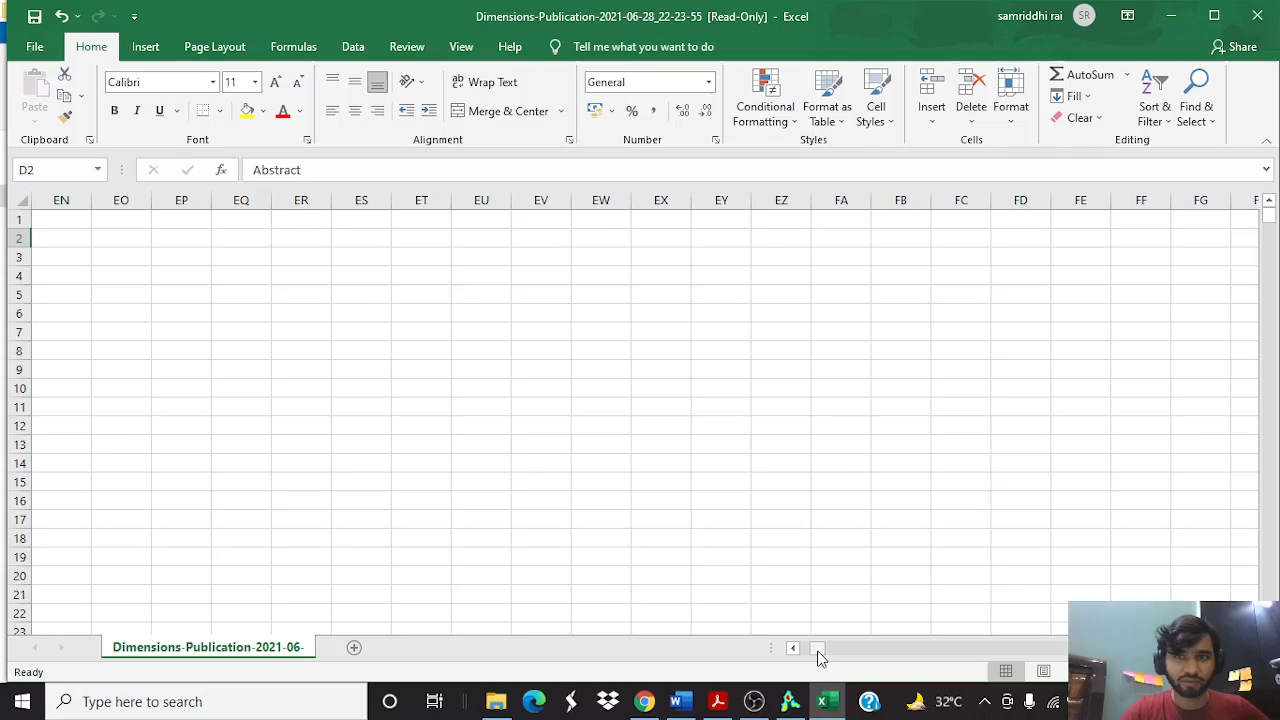 Dimensions-Publication-2021-06-28_22-23-55 [Read-Only] - Excel
samriddhi rai
SR
File Home Insert Page Layout Formulas Data Review View Help Tell me what you want to do
Share
Paste
Calibri 11
B I U
Wrap Text
Merge & Center
General
% ,
Conditional Formatting
Format as Table
Cell Styles
Insert Delete Format
AutoSum
Fill
Clear
Sort & Filter
Find & Select
Clipboard Font Alignment Number Styles Cells Editing
D2
fx
Abstract
EN EO EP EQ ER ES ET EU EV EW EX EY EZ FA FB FC FD FE FF FG
1
2
3
4
5
6
7
8
9
10
11
12
13
14
15
16
17
18
19
20
21
22
23
Dimensions-Publication-2021-06-
Ready
Type here to search
32°C